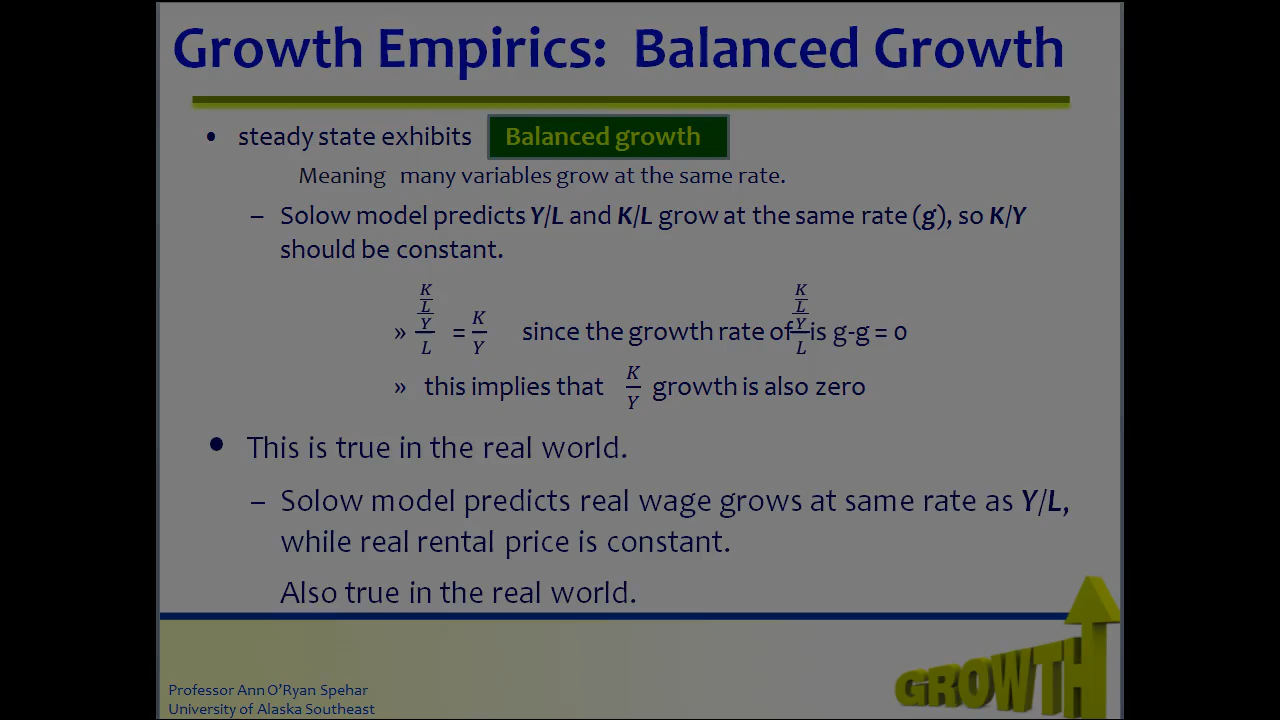 Growth Empirics: Balanced Growth
• steady state exhibits Balanced growth
Meaning many variables grow at the same rate.
– Solow model predicts Y/L and K/L grow at the same rate (g), so K/Y
should be constant.
» K/L / Y/L = K/Y since the growth rate of K/L / Y/L is g-g = 0
» this implies that K/Y growth is also zero
• This is true in the real world.
– Solow model predicts real wage grows at same rate as Y/L,
while real rental price is constant.
Also true in the real world.
GROWTH
Professor Ann O'Ryan Spehar
University of Alaska Southeast